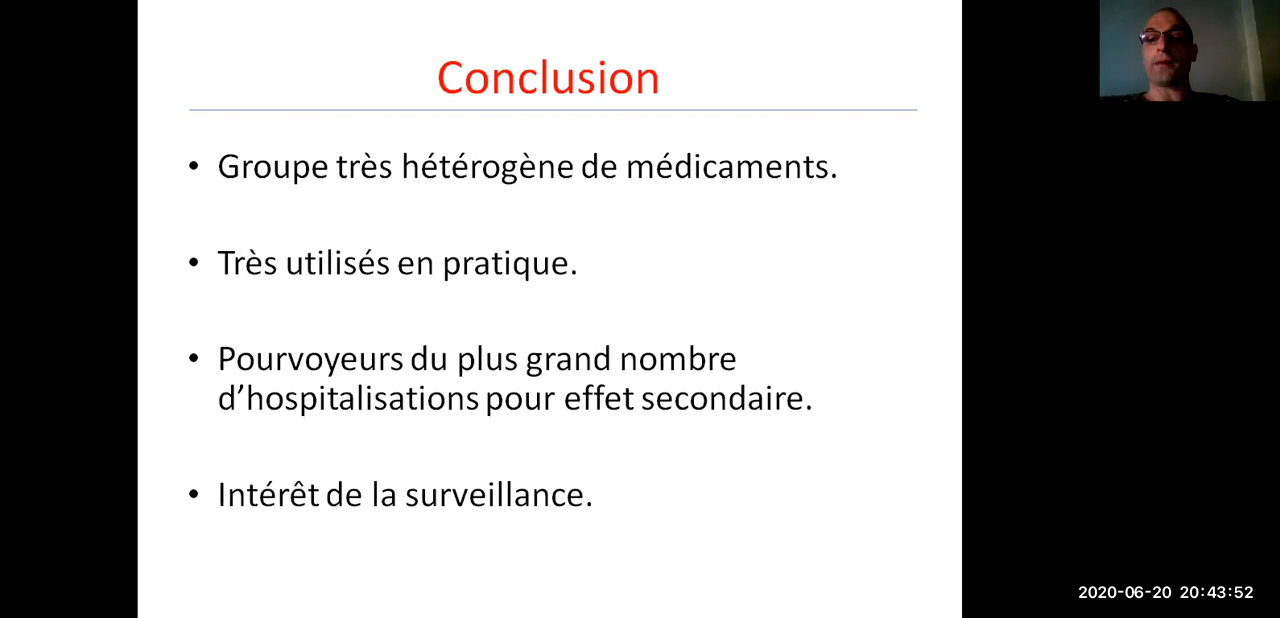 Conclusion
• Groupe très hétérogène de médicaments.
• Très utilisés en pratique.
• Pourvoyeurs du plus grand nombre
d’hospitalisations pour effet secondaire.
• Intérêt de la surveillance.
2020-06-20 20:43:52